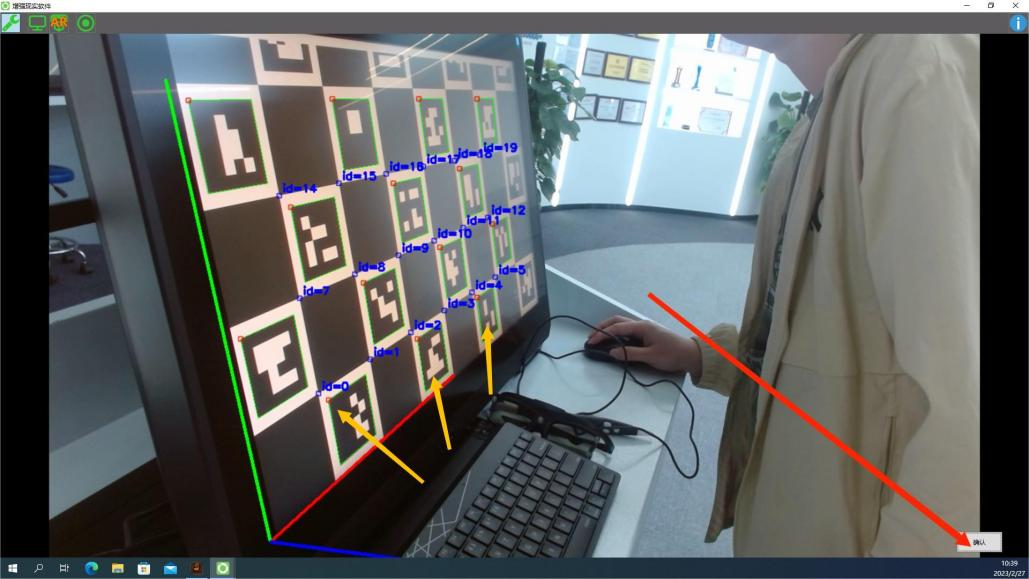 增强现实软件
AR
id=19
id=18
id=17
id=16
id=15
id=14
id=12
id=11
id=10
id=9
id=8
id=7
id=5
id=4
id=3
id=2
id=1
id=0
确认
10:39
2023/2/27